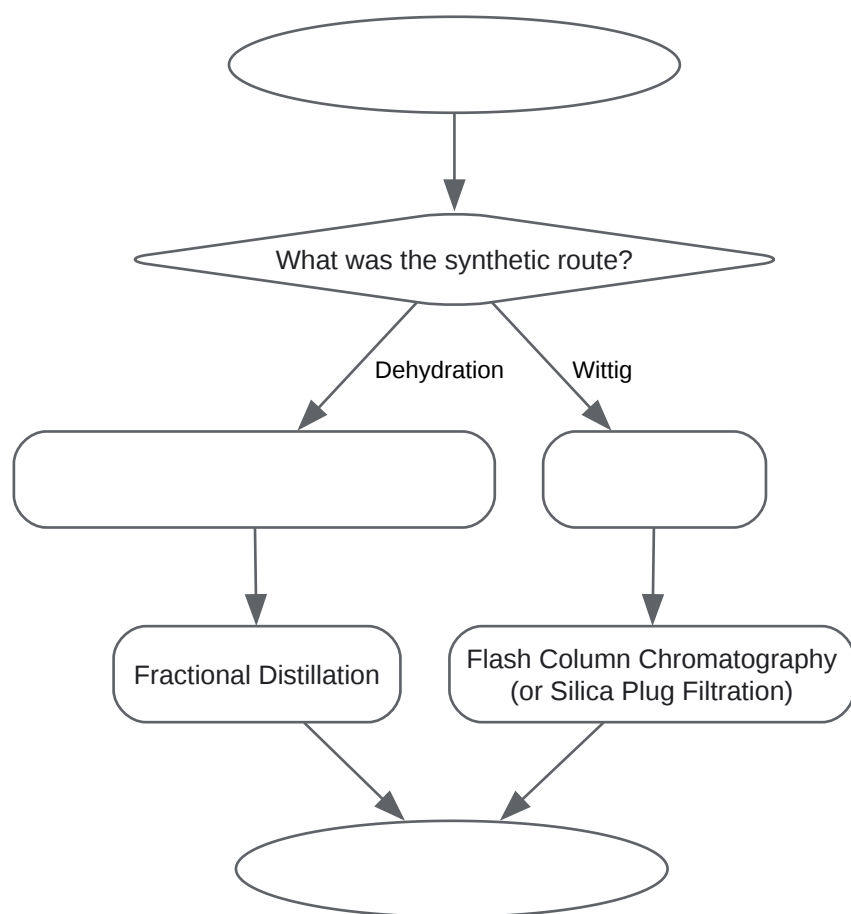 What was the synthetic route?
Dehydration
Wittig
Fractional Distillation
Flash Column Chromatography
(or Silica Plug Filtration)